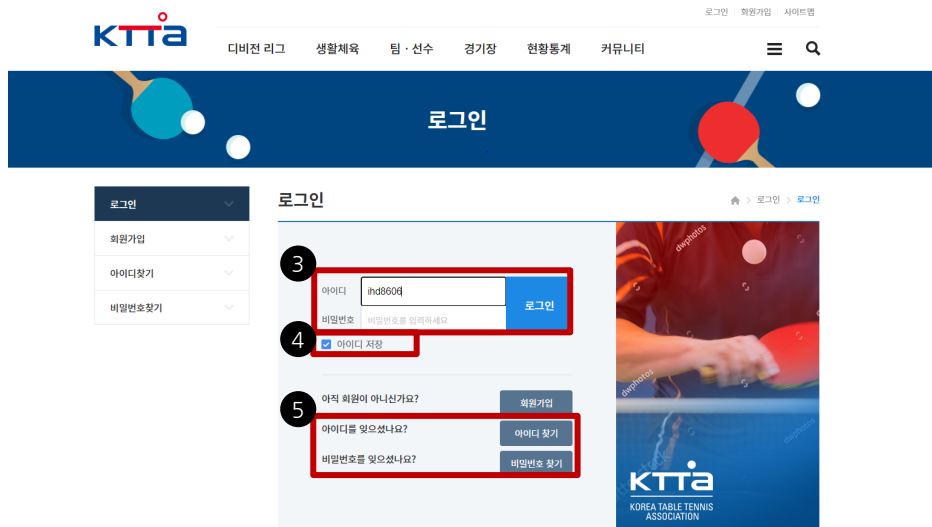 로그인 회원가입 사이트맵
KTTa
디비전 리그 생활체육 팀 · 선수 경기장 현황통계 커뮤니티
로그인
로그인
회원가입
아이디찾기
비밀번호찾기
로그인
> 로그인 > 로그인
3
아이디 ihd8606
비밀번호 비밀번호를 입력하세요
로그인
4
아이디 저장
5
아직 회원이 아니신가요? 회원가입
아이디를 잊으셨나요? 아이디 찾기
비밀번호를 잊으셨나요? 비밀번호 찾기
dwphotos
dwphotos
dwphotos
KTTa
KOREA TABLE TENNIS
ASSOCIATION